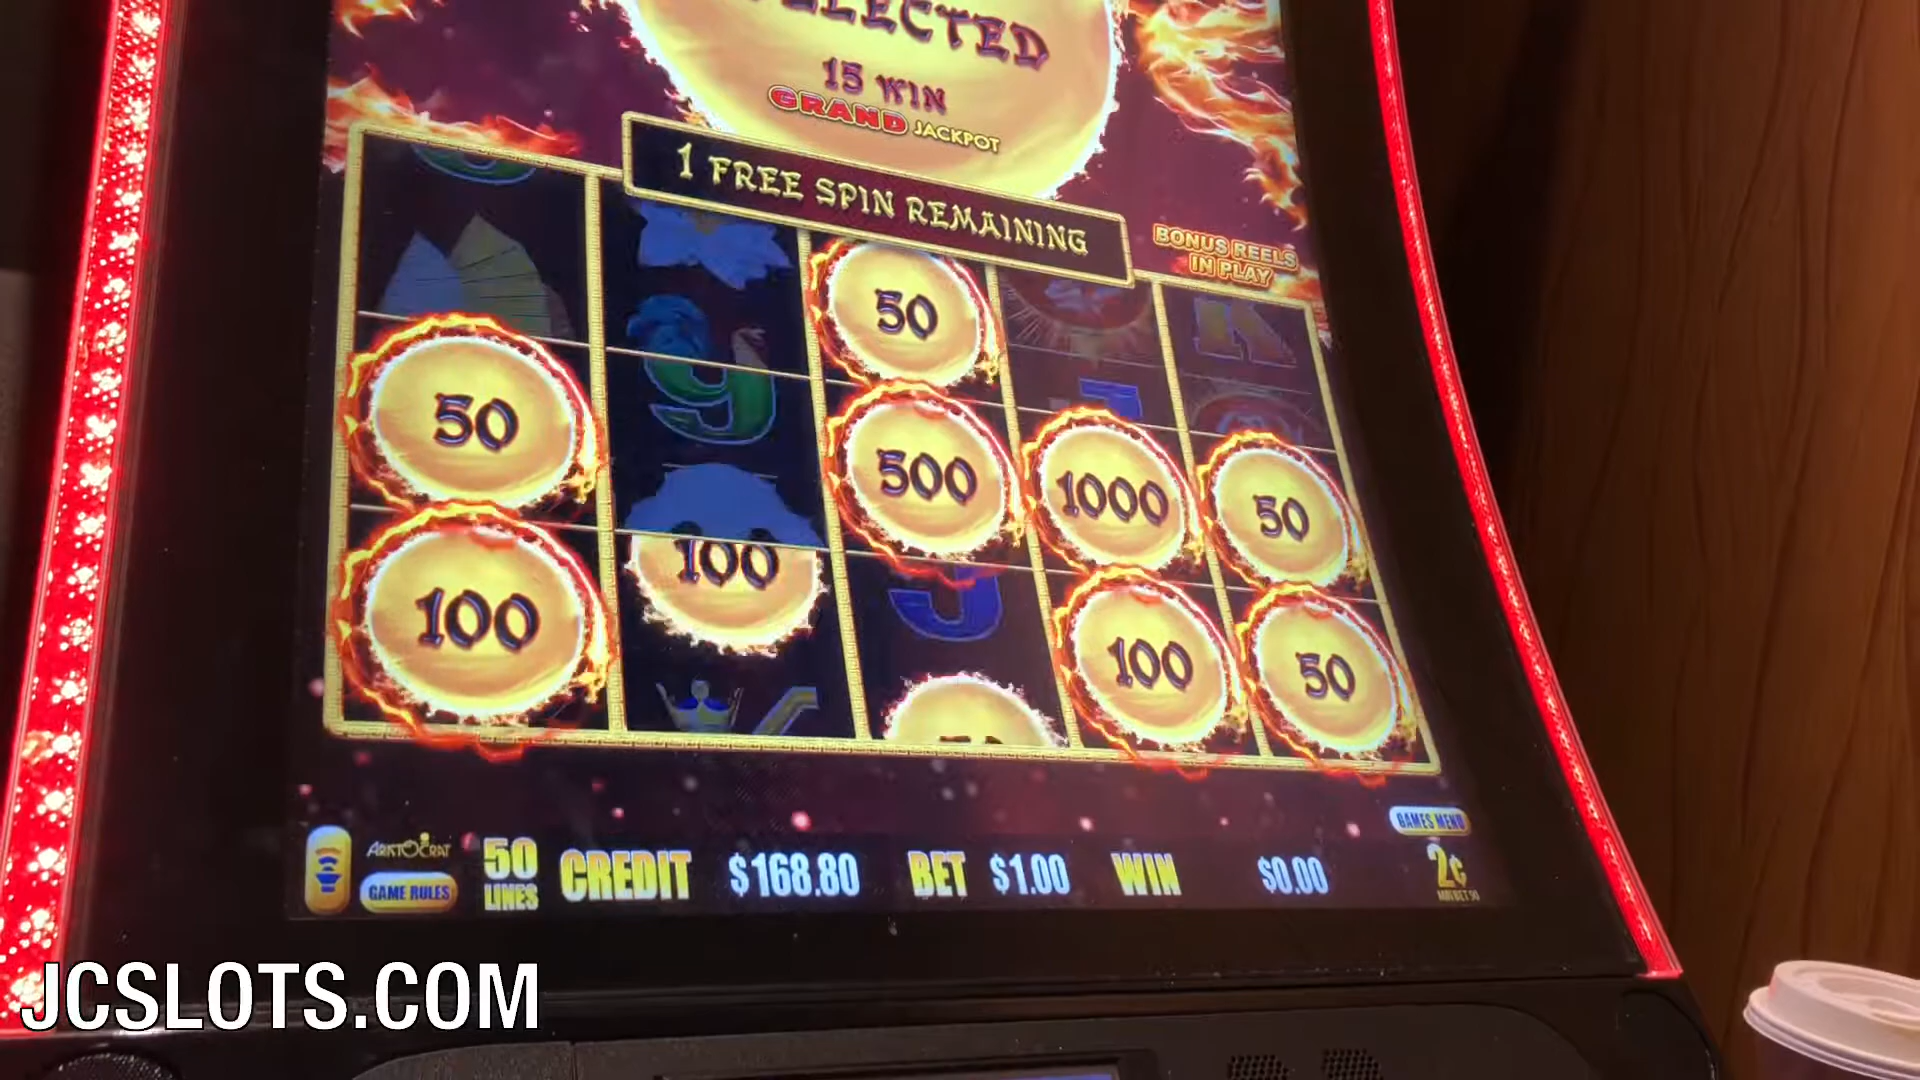 SELECTED
15 WIN
GRAND JACKPOT
1 FREE SPIN REMAINING
BONUS REELS
IN PLAY
K
50
9
50
500
1000
50
100
100
J
100
50
GAMES MENU
ARISTOCRAT
GAME RULES
50
LINES
CREDIT $168.80 BET $1.00 WIN $0.00
2¢
JCSLOTS.COM